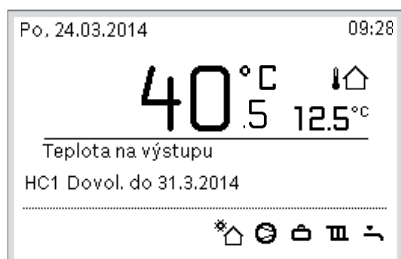 Po, 24.03.2014 09:28
40.5 °C
12.5°C
Teplota na výstupu
HC1 Dovol. do 31.3.2014